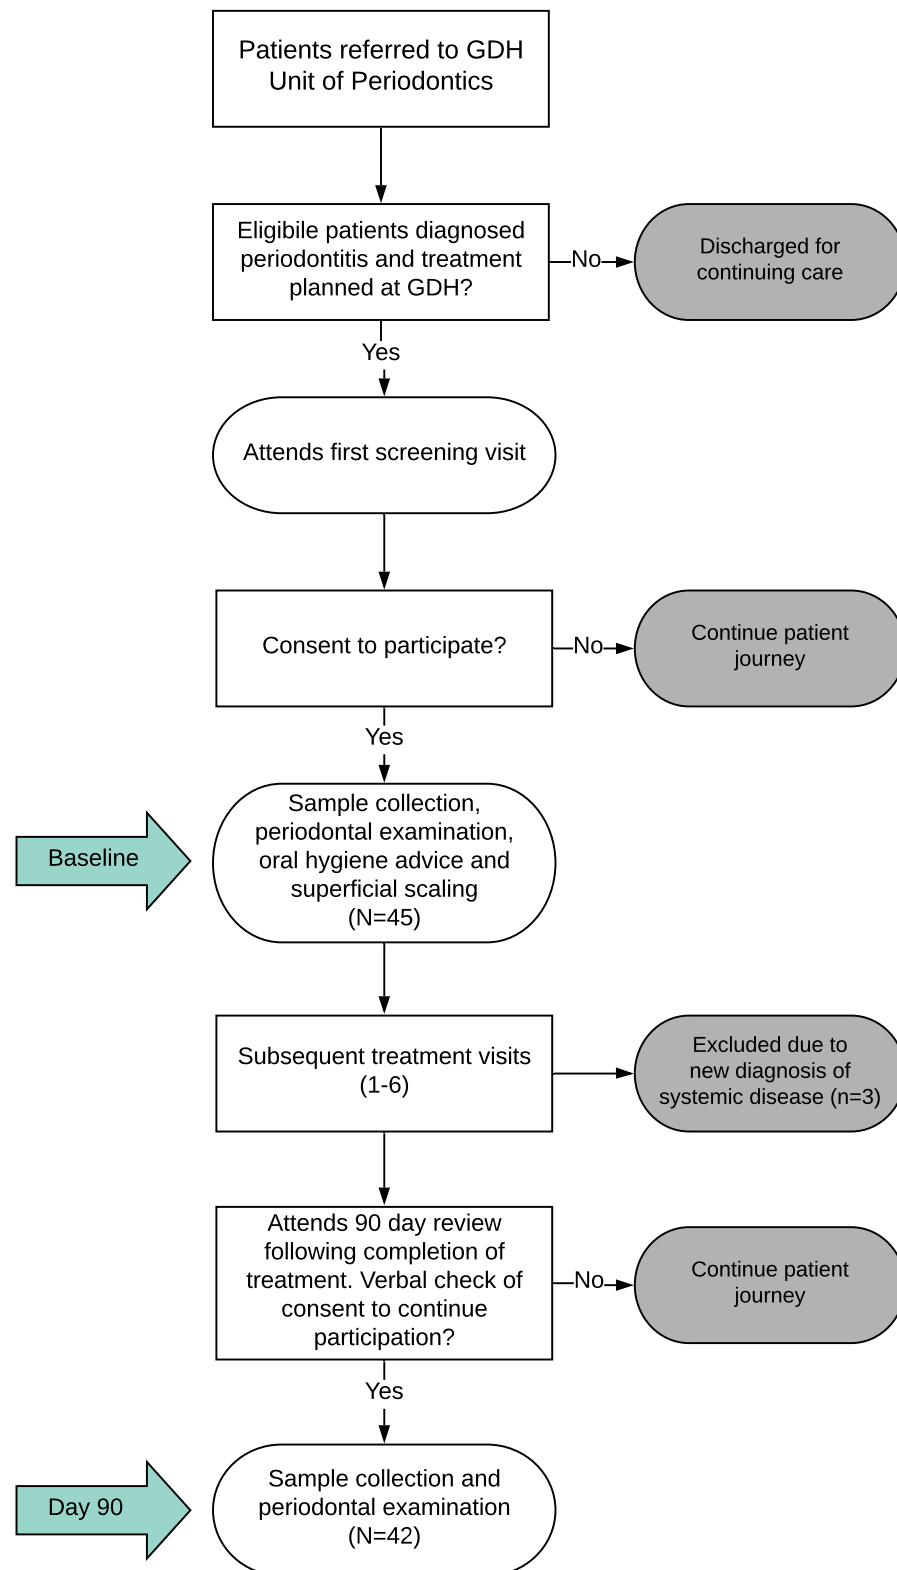 Patients referred to GDH
Unit of Periodontics
Eligibile patients diagnosed
periodontitis and treatment
planned at GDH?
No
Discharged for
continuing care
Yes
Attends first screening visit
Consent to participate?
No
Continue patient
journey
Yes
Baseline
Sample collection,
periodontal examination,
oral hygiene advice and
superficial scaling
(N=45)
Subsequent treatment visits
(1-6)
Excluded due to
new diagnosis of
systemic disease (n=3)
Attends 90 day review
following completion of
treatment. Verbal check of
consent to continue
participation?
No
Continue patient
journey
Yes
Day 90
Sample collection and
periodontal examination
(N=42)